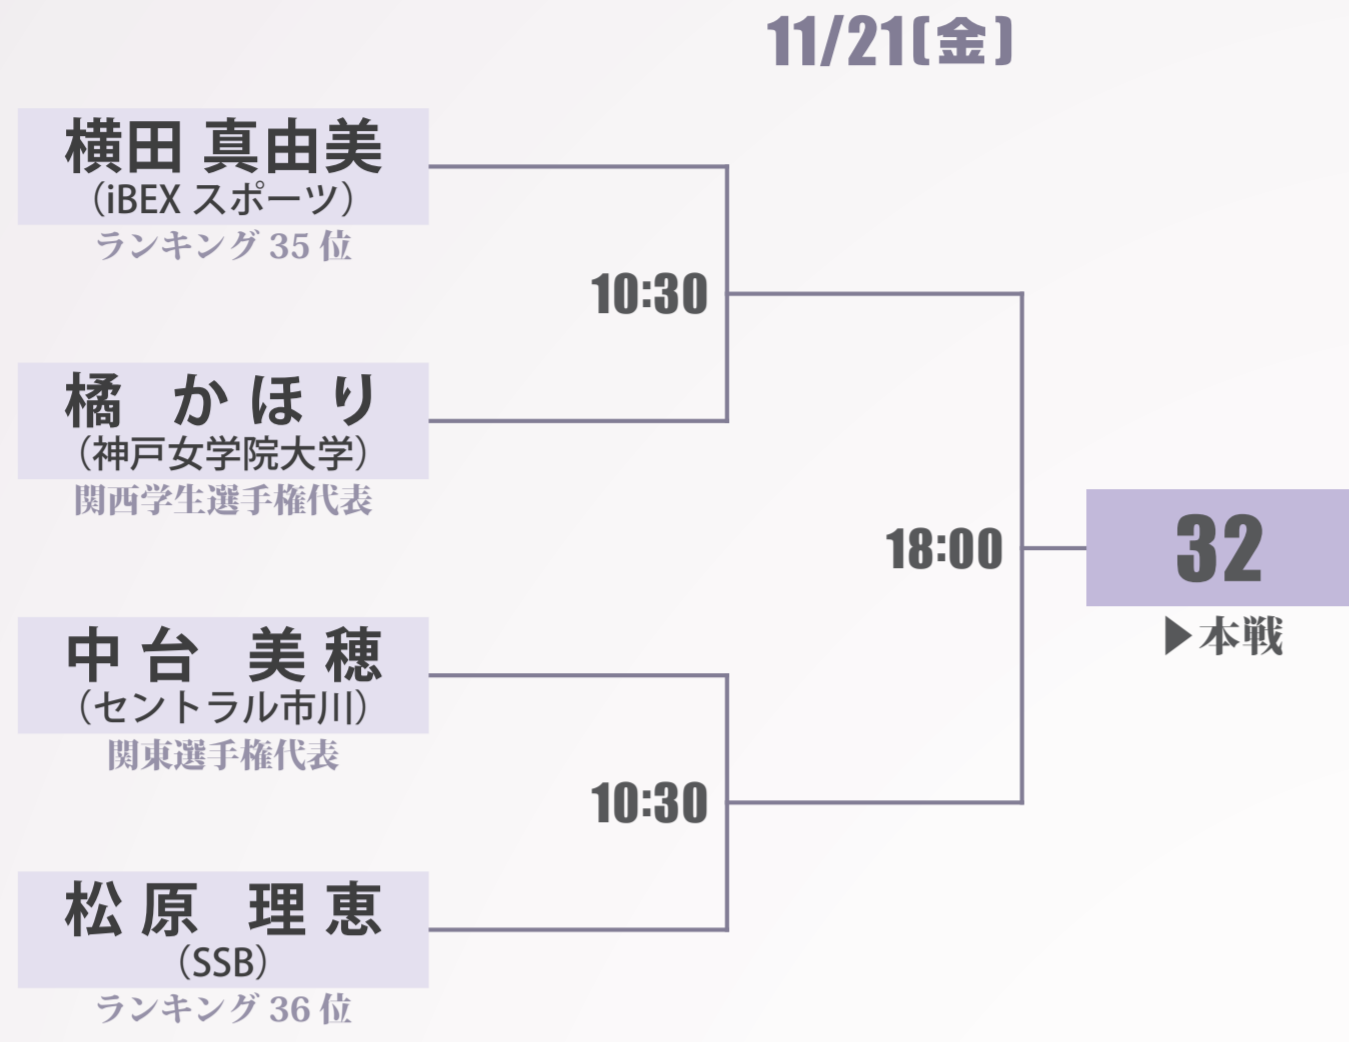 11/21(金)
横田 真由美
（iBEX スポーツ）
ランキング 35 位
10:30
橘 かほり
（神戸女学院大学）
関西学生選手権代表
18:00
32
▶本戦
中台 美穂
（セントラル市川）
関東選手権代表
10:30
松原 理恵
（SSB）
ランキング 36 位